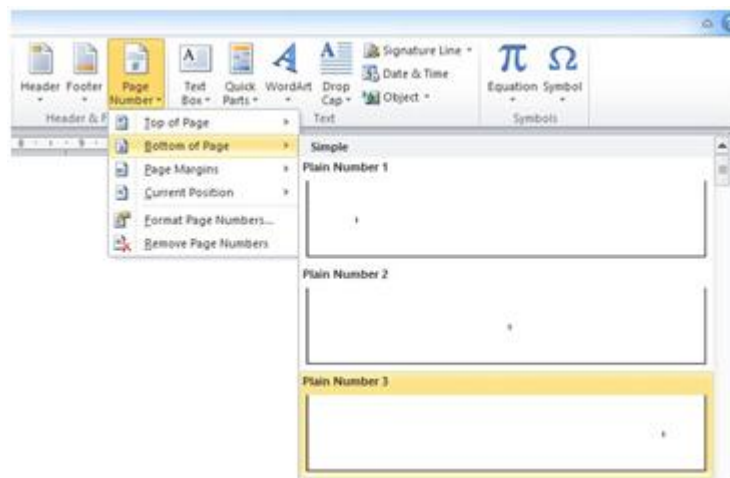 Header Footer Page Number
Text Box Quick Parts WordArt Drop Cap
Signature Line
Date & Time
Object
Equation Symbol
Header & F
Text
Symbols
Top of Page
Bottom of Page
Page Margins
Current Position
Format Page Numbers...
Remove Page Numbers
Simple
Plain Number 1
Plain Number 2
Plain Number 3